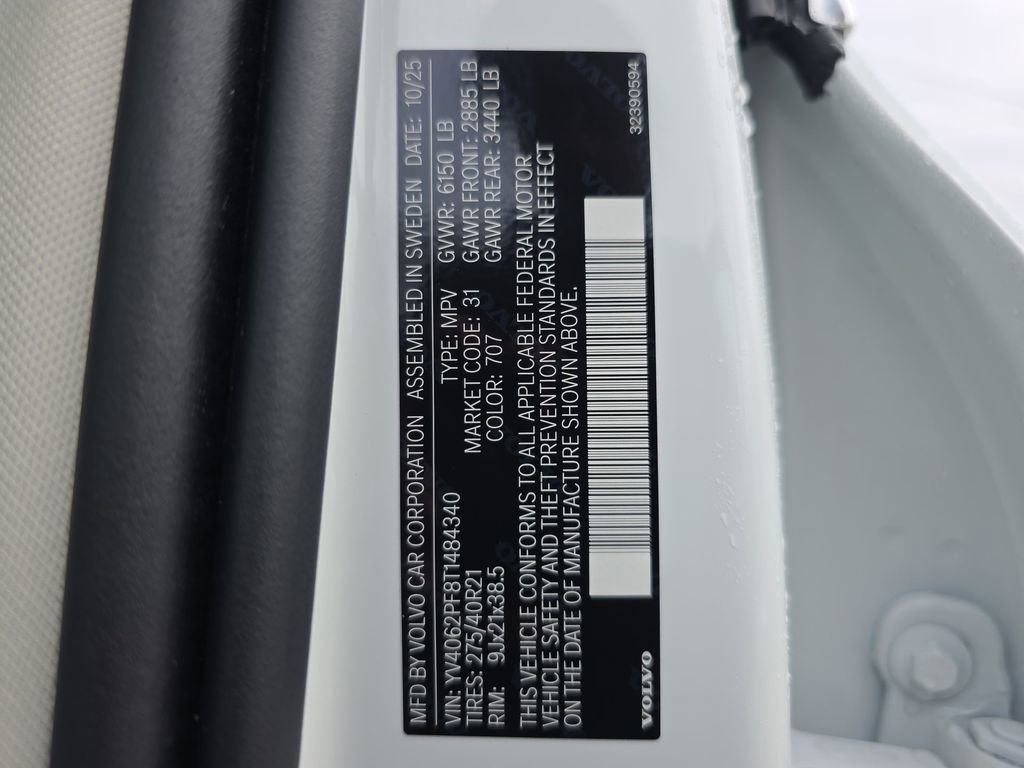 MFD BY VOLVO CAR CORPORATION ASSEMBLED IN SWEDEN DATE: 10/25
VIN: YV4062PF8T1484340 TYPE: MPV GVWR: 6150 LB
TIRES: 275/40R21 MARKET CODE: 31 GAWR FRONT: 2885 LB
RIM: 9Jx21x38.5 COLOR: 707 GAWR REAR: 3440 LB
THIS VEHICLE CONFORMS TO ALL APPLICABLE FEDERAL MOTOR
VEHICLE SAFETY AND THEFT PREVENTION STANDARDS IN EFFECT
ON THE DATE OF MANUFACTURE SHOWN ABOVE.
VOLVO 32390594